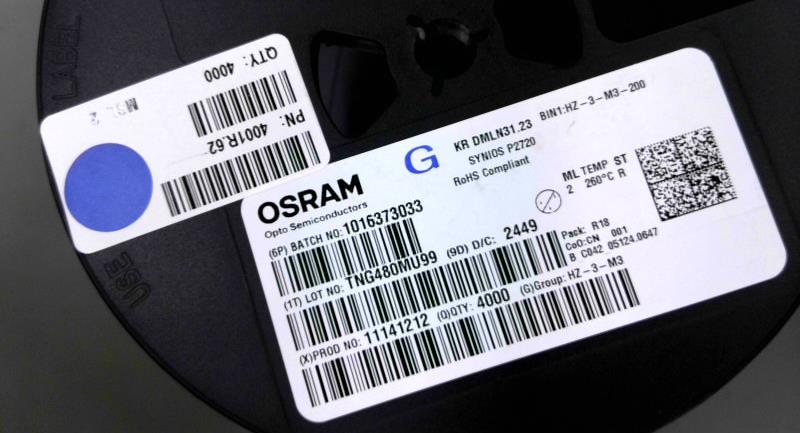 LABEL
QTY: 4000
PN: 4001R.62
MSL 2
USE
OSRAM
Opto Semiconductors
G
KR DMLN31.23 BIN1:HZ-3-M3-200
SYNIOS P2720
RoHS Compliant
ML TEMP ST
2 260°C R
(6P) BATCH NO:1016373033
(1T) LOT NO: TNG480MU99 (9D) D/C: 2449
Pack: R18
CoO:CN 001
B C042_05124.0647
(X)PROD NO: 11141212 (Q)QTY: 4000 (G)Group: HZ-3-M3